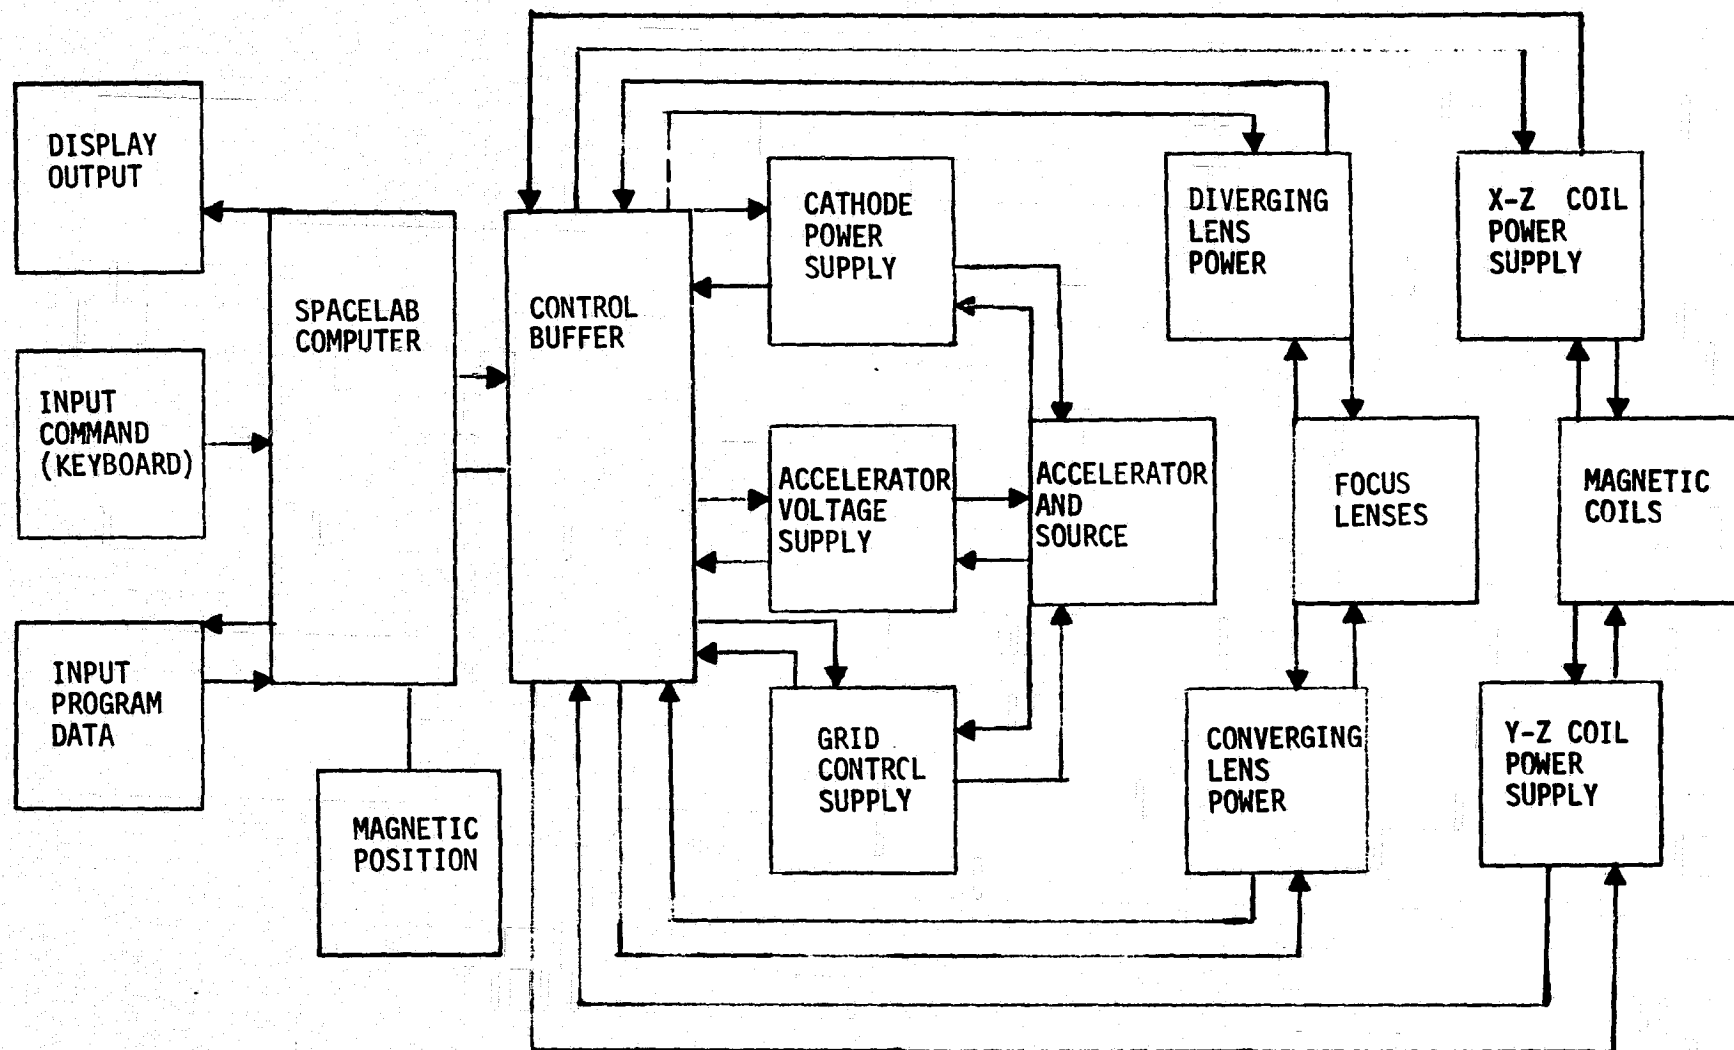 DISPLAY
OUTPUT
INPUT
COMMAND
(KEYBOARD)
INPUT
PROGRAM
DATA
SPACELAB
COMPUTER
MAGNETIC
POSITION
CONTROL
BUFFER
CATHODE
POWER
SUPPLY
ACCELERATOR
VOLTAGE
SUPPLY
GRID
CONTROL
SUPPLY
ACCELERATOR
AND
SOURCE
DIVERGING
LENS
POWER
FOCUS
LENSES
CONVERGING
LENS
POWER
X-Z COIL
POWER
SUPPLY
MAGNETIC
COILS
Y-Z COIL
POWER
SUPPLY